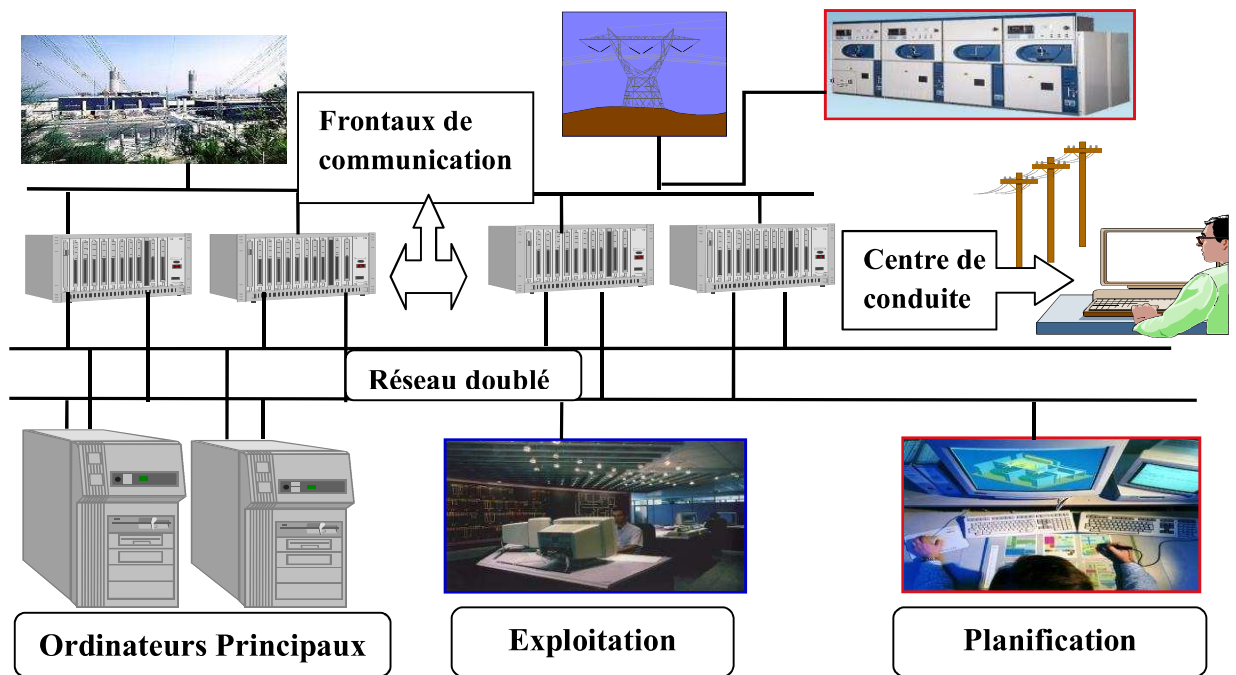 Frontaux de
communication
Centre de
conduite
Réseau doublé
Ordinateurs Principaux
Exploitation
Planification